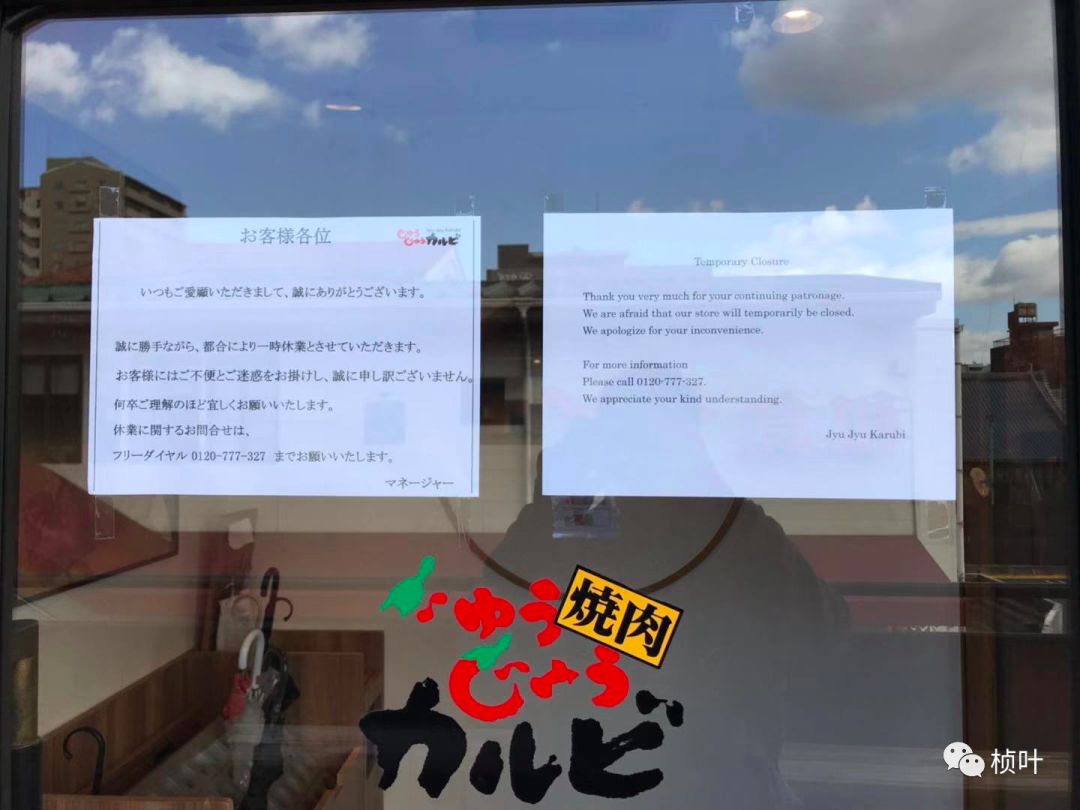 お客様各位
じゅうじゅうカルビ
いつもご愛顧いただきまして、誠にありがとうございます。
誠に勝手ながら、都合により一時休業とさせていただきます。
お客様にはご不便とご迷惑をお掛けし、誠に申し訳ございません。
何卒ご理解のほど宜しくお願いいたします。
休業に関するお問合せは、
フリーダイヤル 0120-777-327 までお願いいたします。
マネージャー
Temporary Closure
Thank you very much for your continuing patronage.
We are afraid that our store will temporarily be closed.
We apologize for your inconvenience.
For more information
Please call 0120-777-327.
We appreciate your kind understanding.
Jyu Jyu Karubi
じゅう
焼肉
じゅう
カルビ
桢叶